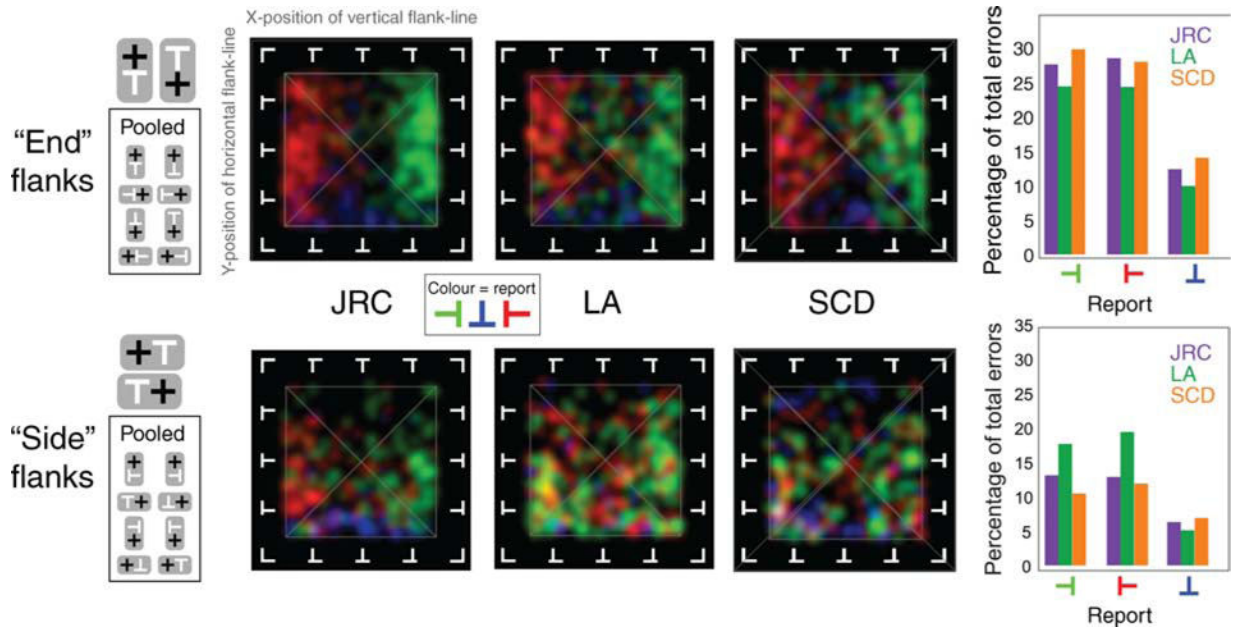 X-position of vertical flank-line
Y-position of horizontal flank-line
"End"
flanks
Pooled
JRC
LA
SCD
Colour = report
"Side"
flanks
Pooled
Percentage of total errors
30
25
20
15
10
5
0
JRC
LA
SCD
Report
Percentage of total errors
35
30
25
20
15
10
5
0
JRC
LA
SCD
Report